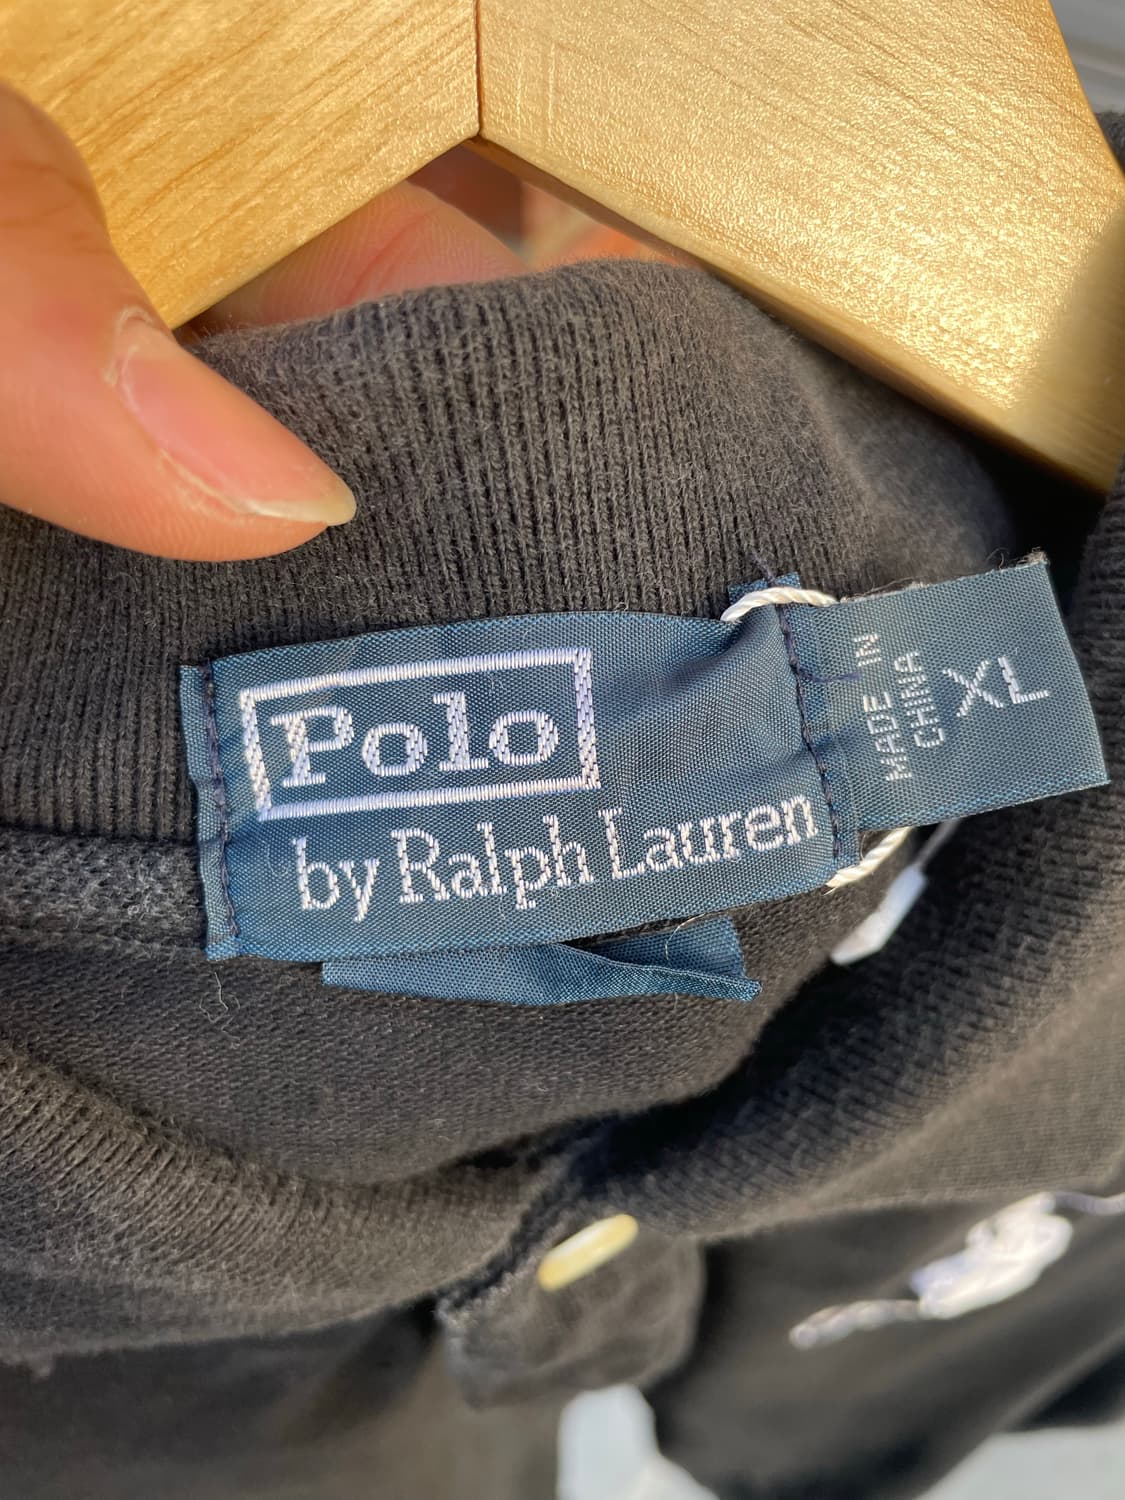 Polo
by Ralph Lauren
MADE IN
CHINA
XL